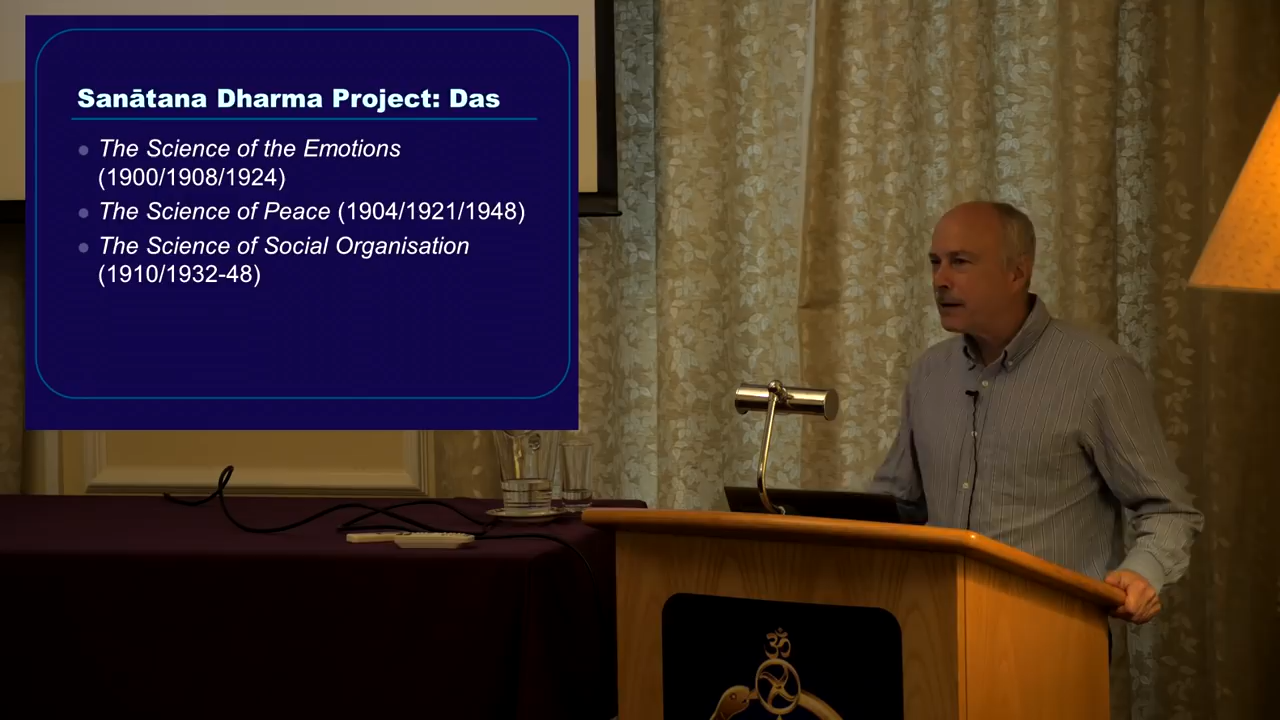 Sanātana Dharma Project: Das
The Science of the Emotions
(1900/1908/1924)
The Science of Peace (1904/1921/1948)
The Science of Social Organisation
(1910/1932-48)
ॐ